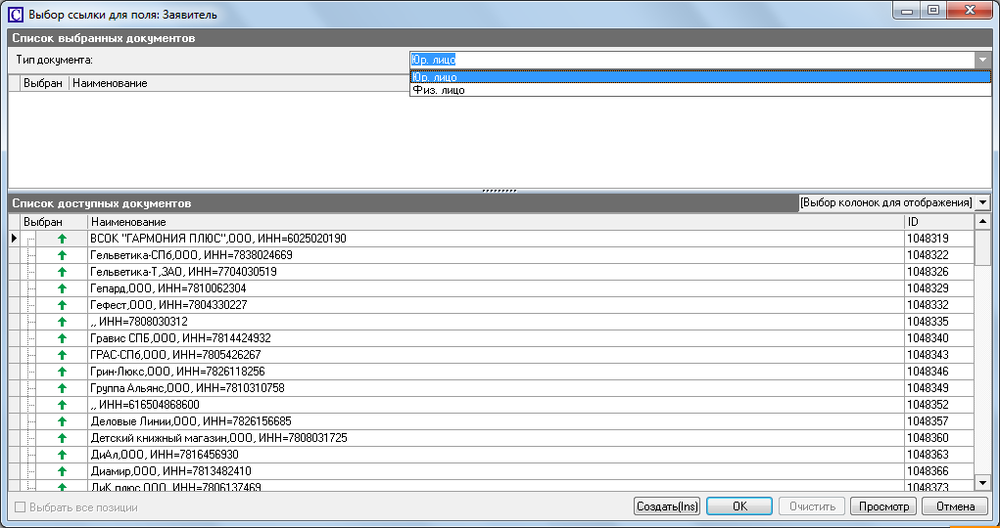 Выбор ссылки для поля: Заявитель
Список выбранных документов
Тип документа: Юр. лицо
Юр. лицо
Физ. лицо
Выбран Наименование
Список доступных документов [Выбор колонок для отображения]
Выбран Наименование ID
ВСОК "ГАРМОНИЯ ПЛЮС",ООО, ИНН=6025020190 1048319
Гельветика-СПб,ООО, ИНН=7838024669 1048322
Гельветика-Т,ЗАО, ИНН=7704030519 1048326
Гепард,ООО, ИНН=7810062304 1048329
Гефест,ООО, ИНН=7804330227 1048332
,, ИНН=7808030312 1048335
Гравис СПБ,ООО, ИНН=7814424932 1048340
ГРАС-СПб,ООО, ИНН=7805426267 1048343
Грин-Люкс,ООО, ИНН=7826118256 1048346
Группа Альянс,ООО, ИНН=7810310758 1048349
,, ИНН=616504868600 1048352
Деловые Линии,ООО, ИНН=7826156685 1048357
Детский книжный магазин,ООО, ИНН=7808031725 1048360
ДиАл,ООО, ИНН=7816456930 1048363
Диамир,ООО, ИНН=7813482410 1048366
ДиК плюс,ООО, ИНН=7806137469 1048373
Выбрать все позиции Создать(Ins) OK Очистить Просмотр Отмена